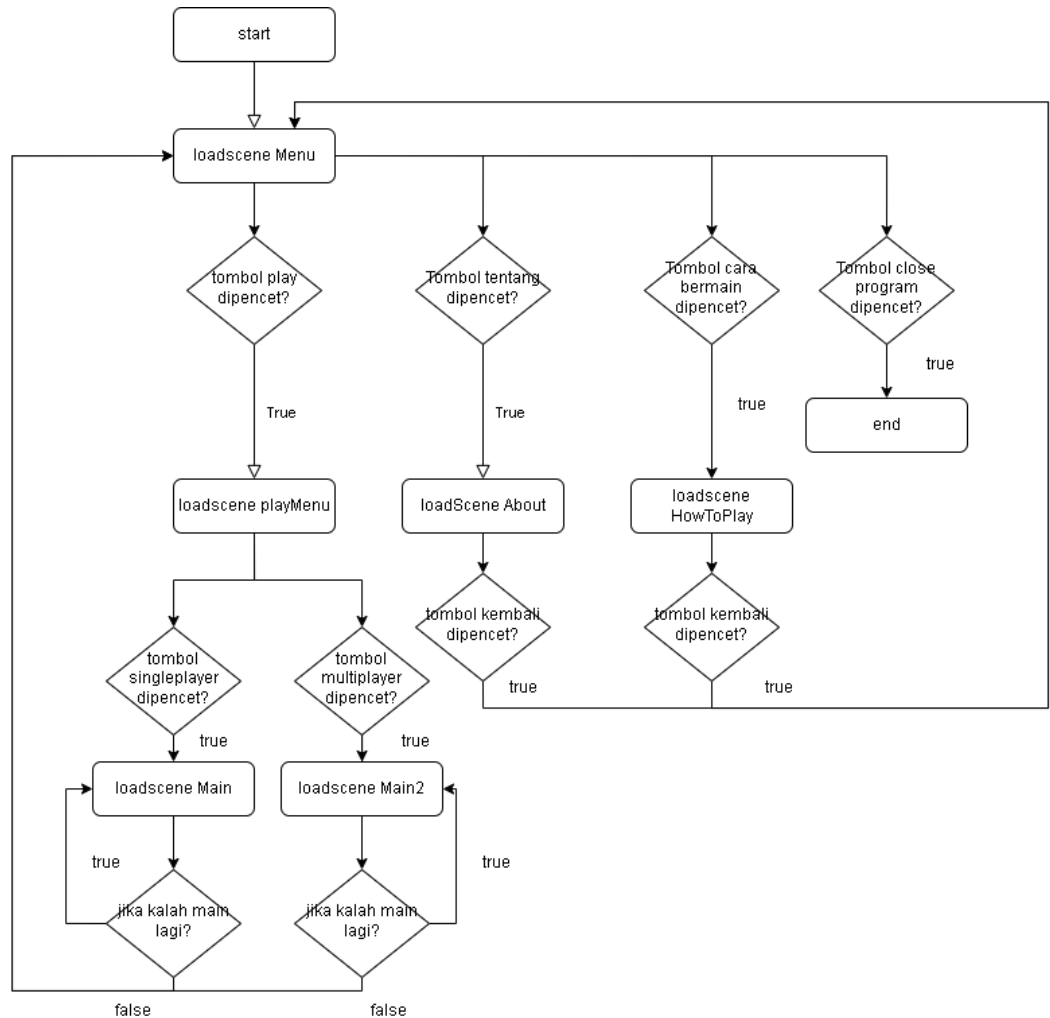 start
loadscene Menu
tombol play
dipencet?
Tombol tentang
dipencet?
Tombol cara
bermain
dipencet?
Tombol close
program
dipencet?
true
True
True
true
end
loadscene playMenu
loadScene About
loadscene
HowToPlay
tombol kembali
dipencet?
tombol kembali
dipencet?
tombol
singleplayer
dipencet?
tombol
multiplayer
dipencet?
true
true
true
true
loadscene Main
loadscene Main2
true
true
jika kalah main
lagi?
jika kalah main
lagi?
false
false